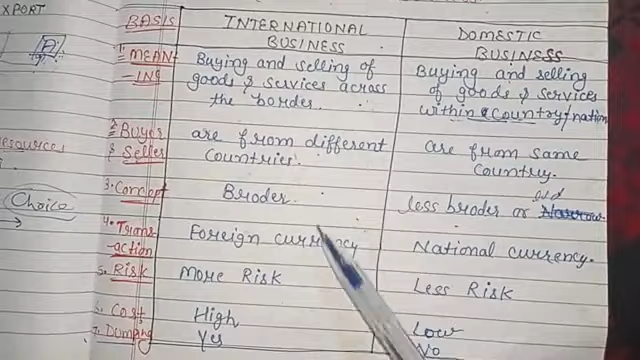 XPORT
BASIS
INTERNATIONAL BUSINESS
DOMESTIC BUSINESS
1. MEAN-ING
Buying and selling of
goods & services across
the border.
Buying and selling
of goods & services
within country/nation
2. Buyer
& Seller
are from different
Countries.
are from same
Country.
esources
3. Concept
Broder.
less broder or
Choice
4. Trans-action
Foreign currency
National currency.
5. Risk
More Risk
Less Risk
6. Cost
High
Low
7. Dumping
Yes
No